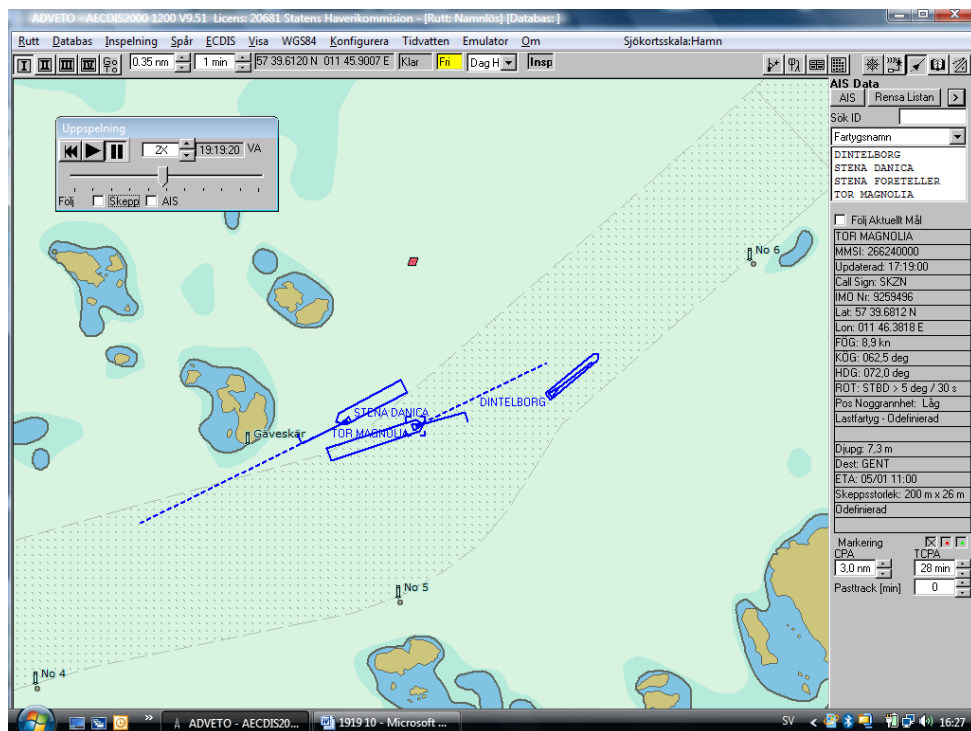 ADVETO - AECDIS2000 1200 V9.51 Licens: 20681 Statens Haverikommision - [Rutt: Namnlös] [Databas: ]
Rutt Databas Inspelning Spår ECDIS Visa WGS84 Konfigurera Tidvatten Emulator Om Sjökortsskala:Hamn
I II III IV 0.35 nm 1 min 57 39.6120 N 011 45.9007 E Klar Fri Dag H Insp
Uppspelning
2X 19:19:20 VA
Följ Skepp AIS
No 6
DINTELBORG
STENA DANICA
TOR MAGNOLIA
Gäveskär
No 5
No 4
AIS Data
AIS Rensa Listan >
Sök ID
Fartygsnamn
DINTELBORG
STENA DANICA
STENA FORETELLER
TOR MAGNOLIA
Följ Aktuellt Mål
TOR MAGNOLIA
MMSI: 266240000
Updaterad: 17:19:00
Call Sign: SKZN
IMO Nr: 9259496
Lat: 57 39.6812 N
Lon: 011 46.3818 E
FÖG: 8,9 kn
KÖG: 062,5 deg
HDG: 072,0 deg
ROT: STBD > 5 deg / 30 s
Pos Noggrannhet: Låg
Lastfartyg - Odefinierad
Djupg: 7,3 m
Dest: GENT
ETA: 05/01 11:00
Skeppsstorlek: 200 m x 26 m
Odefinierad
Markering
CPA TCPA
3,0 nm 28 min
Pasttrack [min] 0
» ADVETO - AECDIS20... 1919 10 - Microsoft ... SV < 16:27